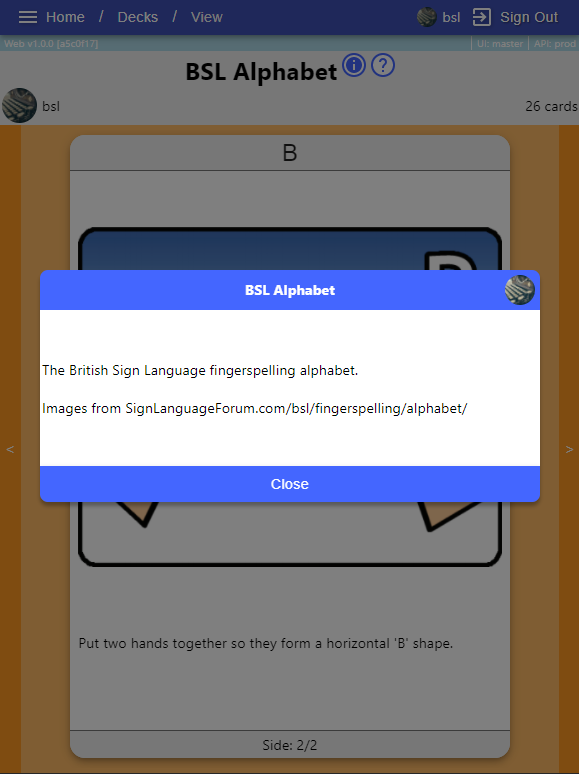 Home / Decks / View bsl Sign Out
Web v1.0.0 [a5c0f17] UI: master API: prod
BSL Alphabet
bsl 26 cards
B
BSL Alphabet
The British Sign Language fingerspelling alphabet.
Images from SignLanguageForum.com/bsl/fingerspelling/alphabet/
< >
Close
Put two hands together so they form a horizontal 'B' shape.
Side: 2/2